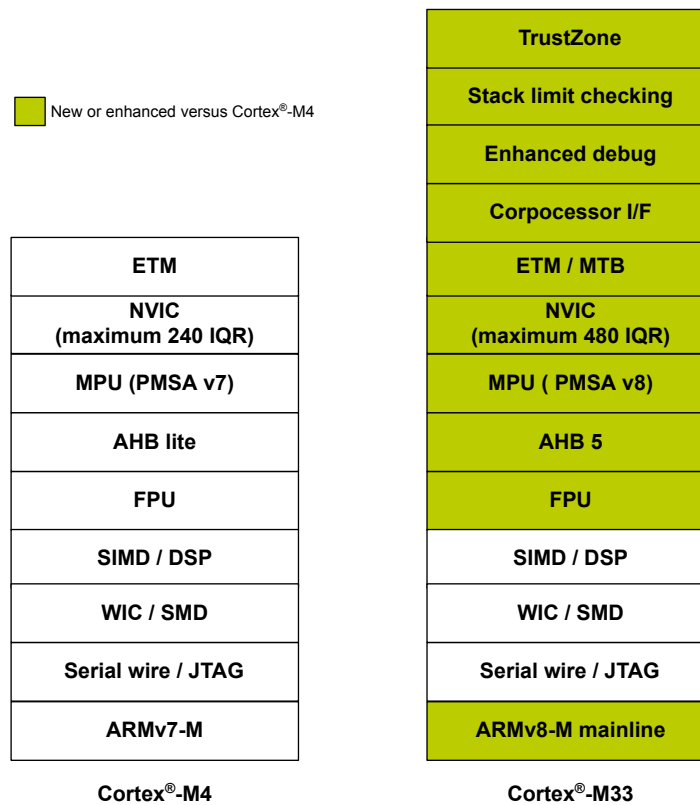 New or enhanced versus Cortex®-M4
ETM
NVIC
(maximum 240 IQR)
MPU (PMSA v7)
AHB lite
FPU
SIMD / DSP
WIC / SMD
Serial wire / JTAG
ARMv7-M
Cortex®-M4
TrustZone
Stack limit checking
Enhanced debug
Corpocessor I/F
ETM / MTB
NVIC
(maximum 480 IQR)
MPU ( PMSA v8)
AHB 5
FPU
SIMD / DSP
WIC / SMD
Serial wire / JTAG
ARMv8-M mainline
Cortex®-M33